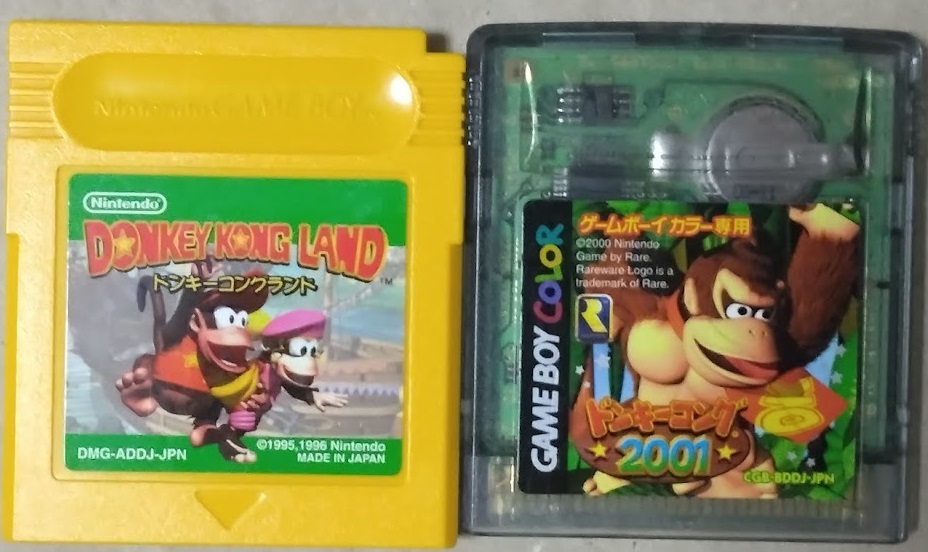 Nintendo GAME BOY
Nintendo
DONKEY KONG LAND
TM
ドンキーコングランド
©1995,1996 Nintendo
MADE IN JAPAN
DMG-ADDJ-JPN
GAME BOY COLOR
ゲームボーイカラー専用
©2000 Nintendo
Game by Rare.
Rareware Logo is a
trademark of Rare.
R
ドンキーコング
2001
CGB-BDDJ-JPN